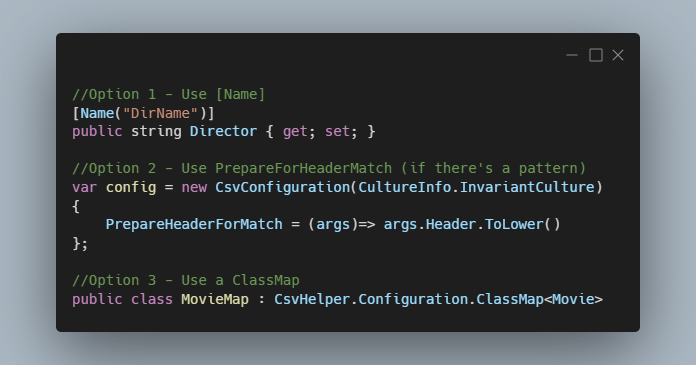 //Option 1 - Use [Name]
[Name("DirName")]
public string Director { get; set; }
//Option 2 - Use PrepareForHeaderMatch (if there's a pattern)
var config = new CsvConfiguration(CultureInfo.InvariantCulture)
{
    PrepareHeaderForMatch = (args)=> args.Header.ToLower()
};
//Option 3 - Use a ClassMap
public class MovieMap : CsvHelper.Configuration.ClassMap<Movie>